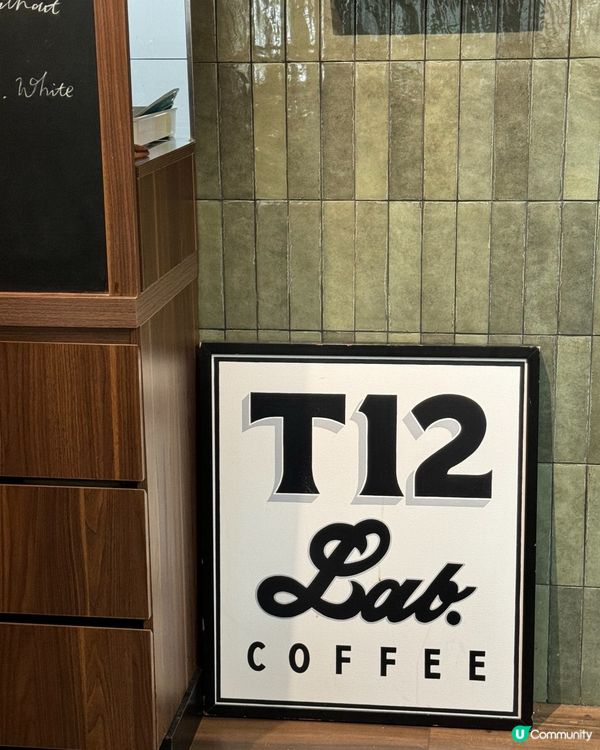 . White
T12
Lab.
COFFEE
U Community